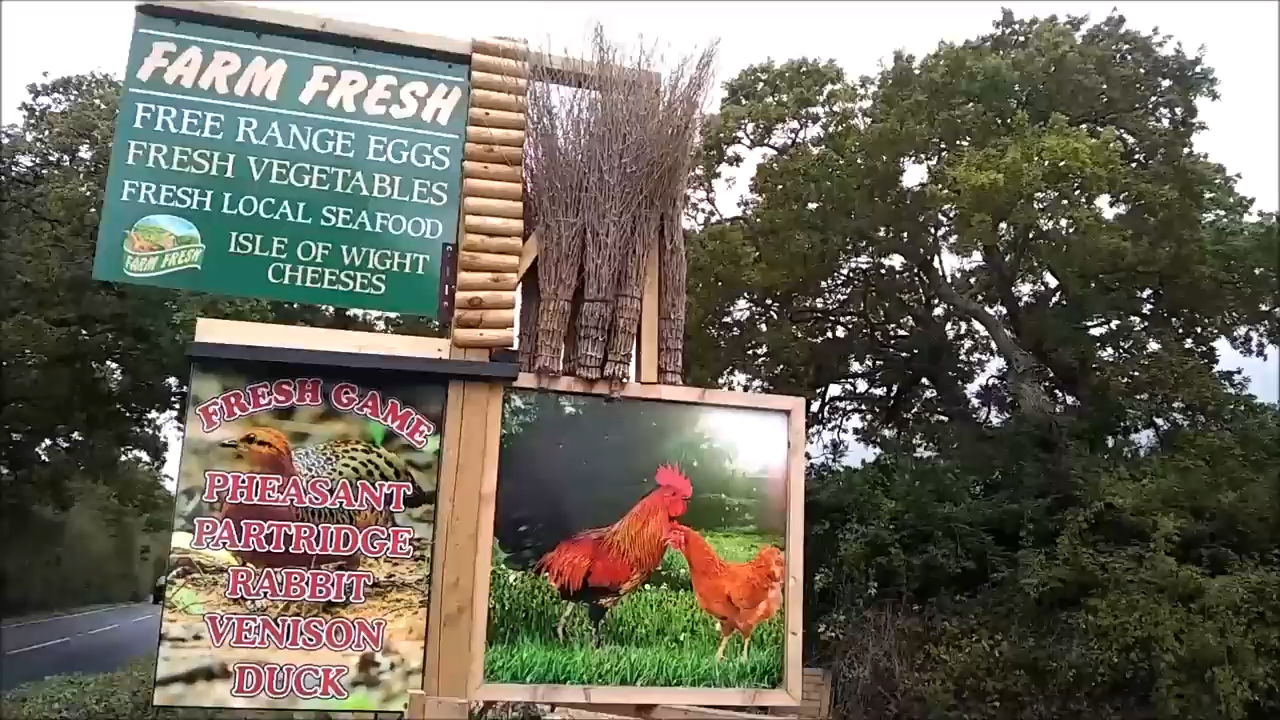 FARM FRESH
FREE RANGE EGGS
FRESH VEGETABLES
FRESH LOCAL SEAFOOD
ISLE OF WIGHT
CHEESES
FARM FRESH
FRESH GAME
PHEASANT
PARTRIDGE
RABBIT
VENISON
DUCK